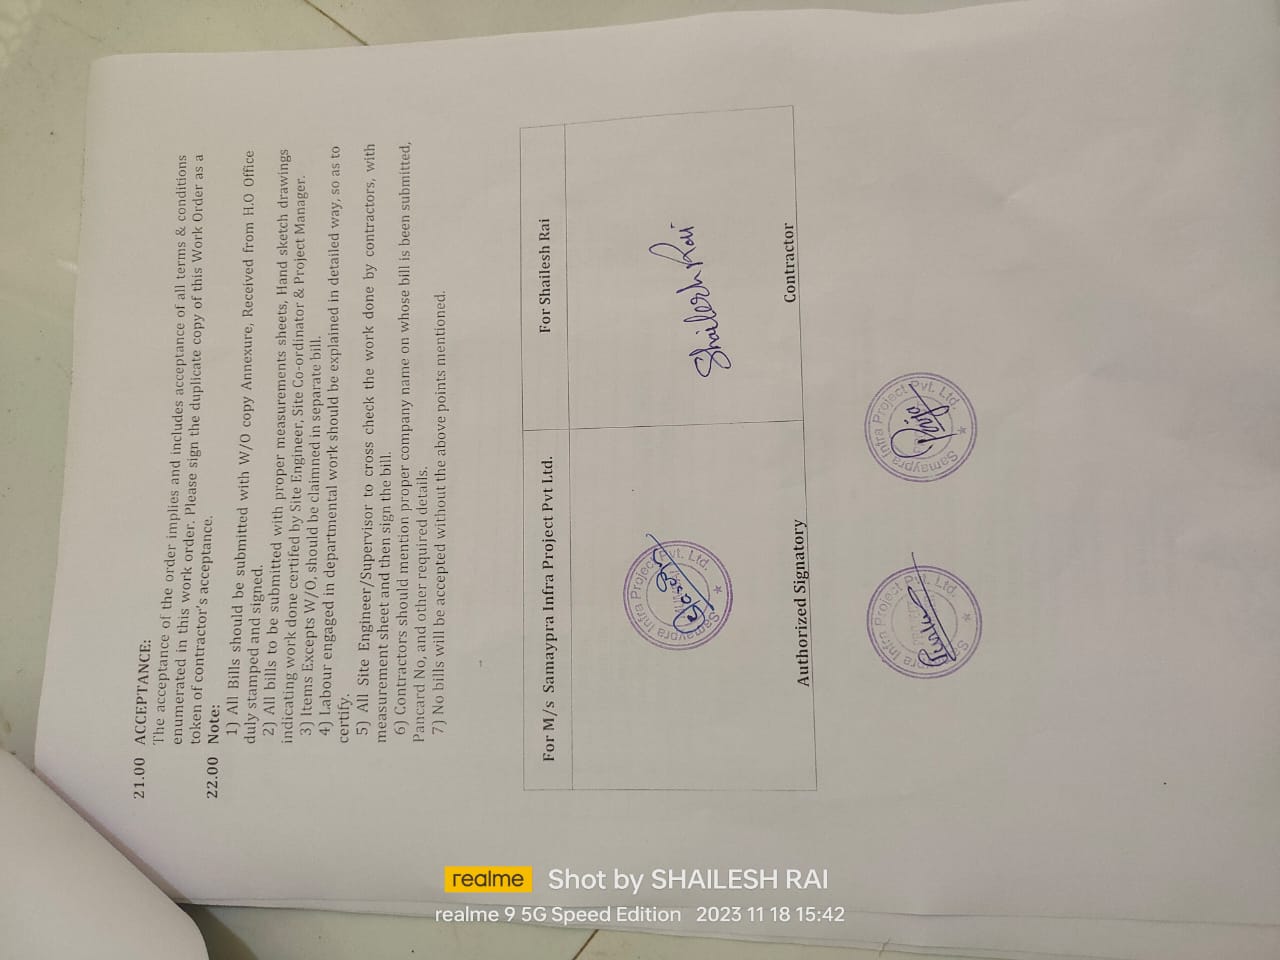 21.00 ACCEPTANCE:
The acceptance of the order implies and includes acceptance of all terms & conditions
enumerated in this work order. Please sign the duplicate copy of this Work Order as a
token of contractor's acceptance.
22.00 Note:
1) All Bills should be submitted with W/O copy Annexure, Received from H.O Office
duly stamped and signed.
2) All bills to be submitted with proper measurements sheets, Hand sketch drawings
indicating work done certifed by Site Engineer, Site Co-ordinator & Project Manager.
3) Items Excepts W/O, should be claimned in separate bill.
4) Labour engaged in departmental work should be explained in detailed way, so as to
certify.
5) All Site Engineer/Supervisor to cross check the work done by contractors, with
measurement sheet and then sign the bill.
6) Contractors should mention proper company name on whose bill is been submitted,
Pancard No, and other required details.
7) No bills will be accepted without the above points mentioned.
For M/s Samaypra Infra Project Pvt Ltd.
For Shailesh Rai
Samaypra Infra Project Pvt. Ltd.
Shailesh Rai
Authorized Signatory
Contractor
Samaypra Infra Project Pvt. Ltd.
Samaypra Infra Project Pvt. Ltd.
Puja
realme Shot by SHAILESH RAI
realme 9 5G Speed Edition 2023 11 18 15:42